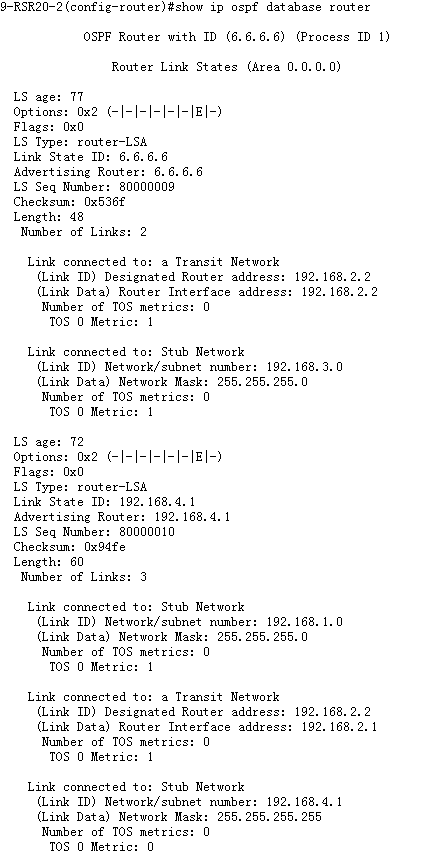 9-RSR20-2(config-router)#show ip ospf database router
OSPF Router with ID (6.6.6.6) (Process ID 1)
Router Link States (Area 0.0.0.0)
LS age: 77
Options: 0x2 (-|-|-|-|-|-|E|-)
Flags: 0x0
LS Type: router-LSA
Link State ID: 6.6.6.6
Advertising Router: 6.6.6.6
LS Seq Number: 80000009
Checksum: 0x536f
Length: 48
Number of Links: 2
Link connected to: a Transit Network
(Link ID) Designated Router address: 192.168.2.2
(Link Data) Router Interface address: 192.168.2.2
Number of TOS metrics: 0
TOS 0 Metric: 1
Link connected to: Stub Network
(Link ID) Network/subnet number: 192.168.3.0
(Link Data) Network Mask: 255.255.255.0
Number of TOS metrics: 0
TOS 0 Metric: 1
LS age: 72
Options: 0x2 (-|-|-|-|-|-|E|-)
Flags: 0x0
LS Type: router-LSA
Link State ID: 192.168.4.1
Advertising Router: 192.168.4.1
LS Seq Number: 80000010
Checksum: 0x94fe
Length: 60
Number of Links: 3
Link connected to: Stub Network
(Link ID) Network/subnet number: 192.168.1.0
(Link Data) Network Mask: 255.255.255.0
Number of TOS metrics: 0
TOS 0 Metric: 1
Link connected to: a Transit Network
(Link ID) Designated Router address: 192.168.2.2
(Link Data) Router Interface address: 192.168.2.1
Number of TOS metrics: 0
TOS 0 Metric: 1
Link connected to: Stub Network
(Link ID) Network/subnet number: 192.168.4.1
(Link Data) Network Mask: 255.255.255.255
Number of TOS metrics: 0
TOS 0 Metric: 0